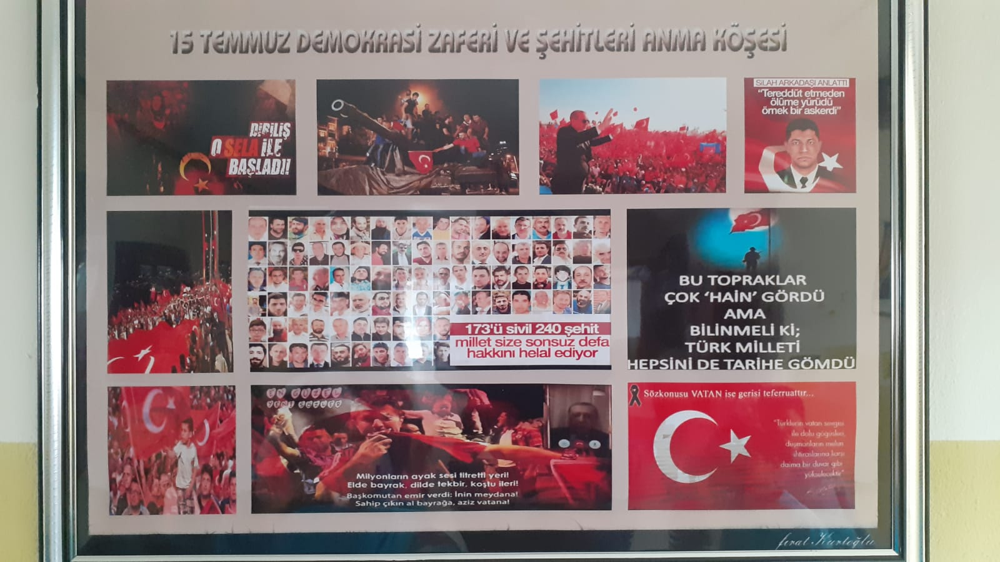 15 TEMMUZ DEMOKRASİ ZAFERİ VE ŞEHİTLERİ ANMA KÖŞESİ
DİRİLİŞ
O SELA İLE
BAŞLADI!
SİLAH ARKADAŞI ANLATTI
“Tereddüt etmeden
ölüme yürüdü
örnek bir askerdi”
173'ü sivil 240 şehit
millet size sonsuz defa
hakkını helal ediyor
BU TOPRAKLAR
ÇOK ‘HAİN’ GÖRDÜ
AMA
BİLİNMELİ Kİ;
TÜRK MİLLETİ
HEPSİNİ DE TARİHE GÖMDÜ
EN GÜZEL
YENİ SÖZLER
Milyonların ayak sesi titretti yeri!
Elde bayrak, dilde tekbir, koştu ileri!
Başkomutan emir verdi: İnin meydana!
Sahip çıkın al bayrağa, aziz vatana!
Sözkonusu VATAN ise gerisi teferruattır...
“Türklerin vatan sevgisi
ile dolu göğüsleri,
düşmanların melun
ihtiraslarına karşı
daima bir duvar gibi
yükselecektir”
fırat Kurtoğlu